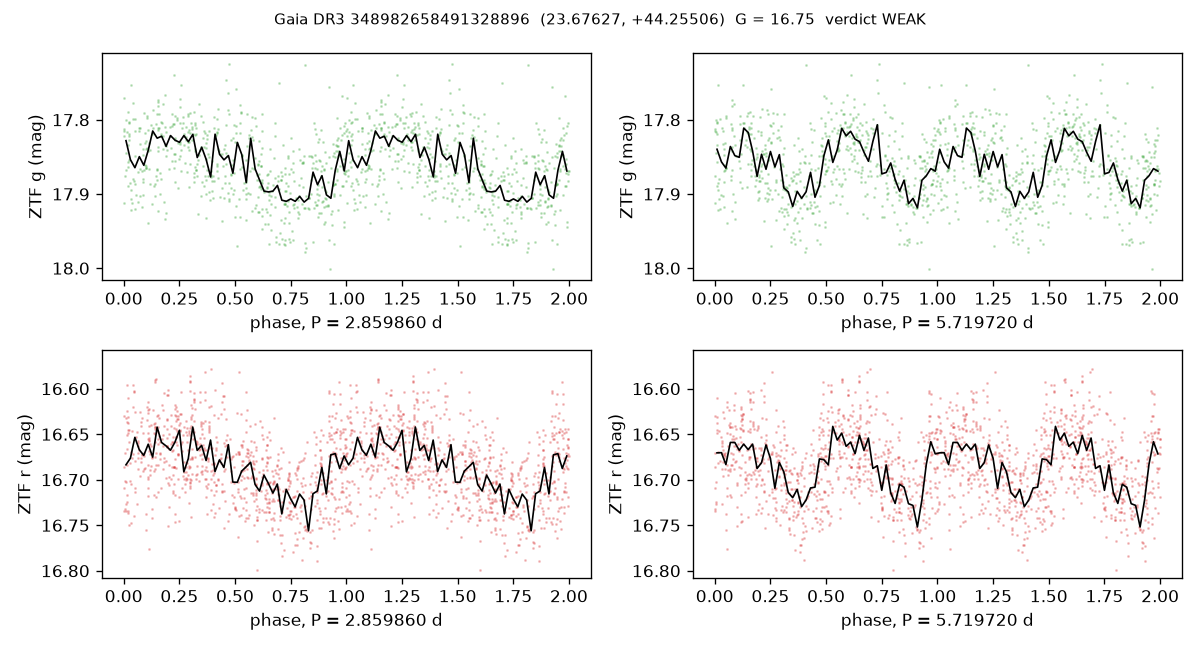 Gaia DR3 348982658491328896 (23.67627, +44.25506) G = 16.75 verdict WEAK
ZTF g (mag)
17.8
17.9
18.0
0.00 0.25 0.50 0.75 1.00 1.25 1.50 1.75 2.00
phase, P = 2.859860 d
ZTF g (mag)
17.8
17.9
18.0
0.00 0.25 0.50 0.75 1.00 1.25 1.50 1.75 2.00
phase, P = 5.719720 d
ZTF r (mag)
16.60
16.65
16.70
16.75
16.80
0.00 0.25 0.50 0.75 1.00 1.25 1.50 1.75 2.00
phase, P = 2.859860 d
ZTF r (mag)
16.60
16.65
16.70
16.75
16.80
0.00 0.25 0.50 0.75 1.00 1.25 1.50 1.75 2.00
phase, P = 5.719720 d